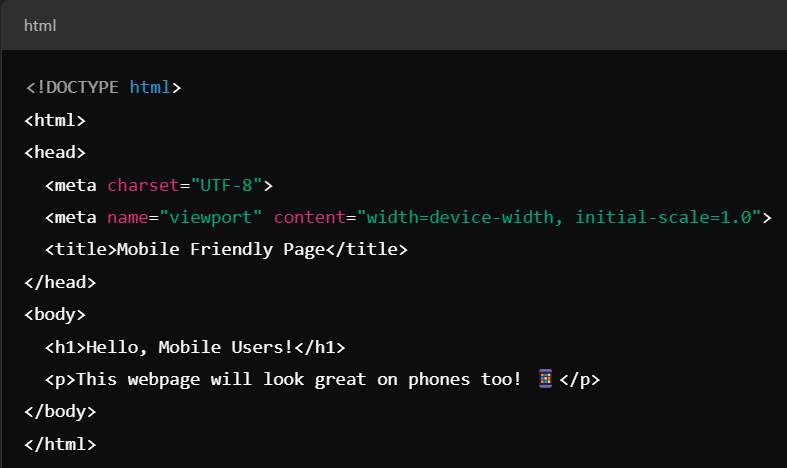 html
<!DOCTYPE html>
<html>
<head>
<meta charset="UTF-8">
<meta name="viewport" content="width=device-width, initial-scale=1.0">
<title>Mobile Friendly Page</title>
</head>
<body>
<h1>Hello, Mobile Users!</h1>
<p>This webpage will look great on phones too! 📱</p>
</body>
</html>